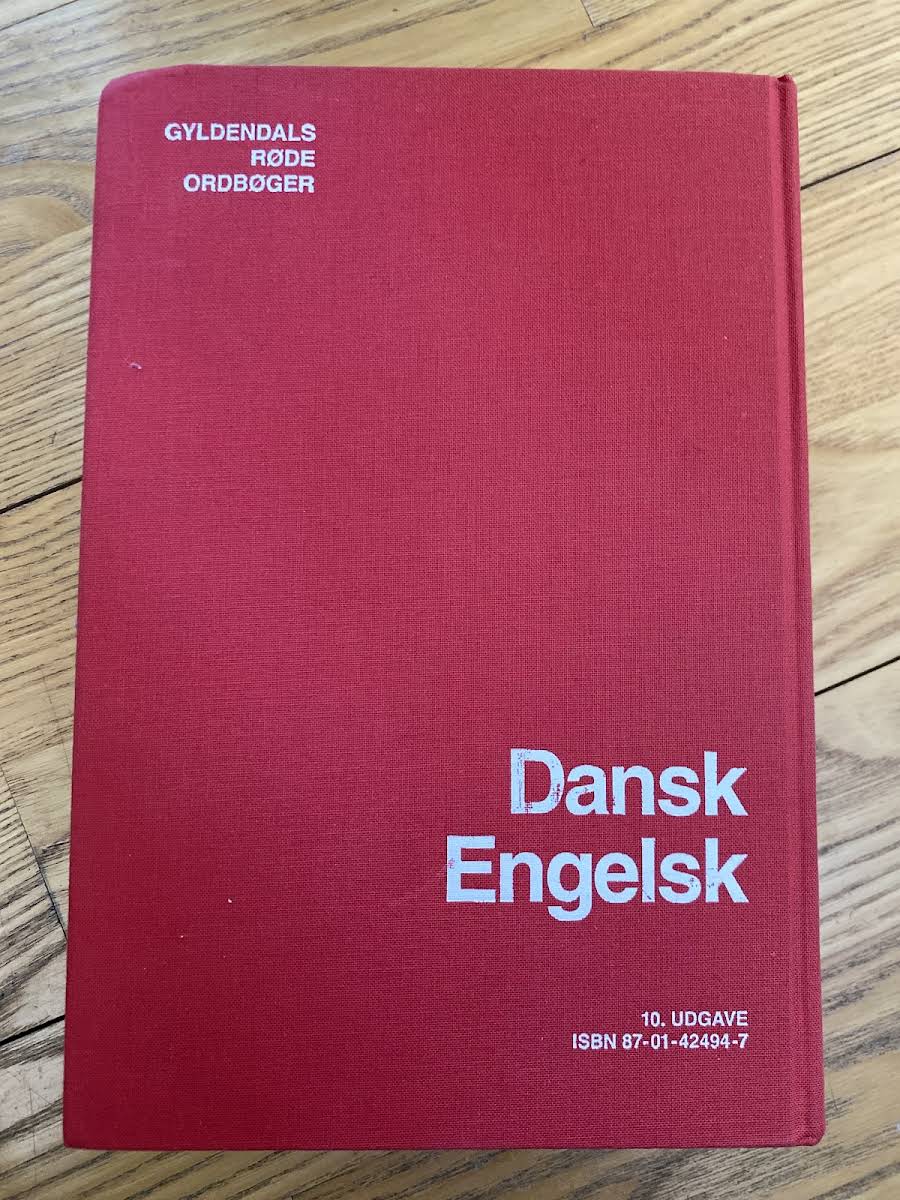 GYLDENDALS
RØDE
ORDBØGER
Dansk
Engelsk
10. UDGAVE
ISBN 87-01-42494-7